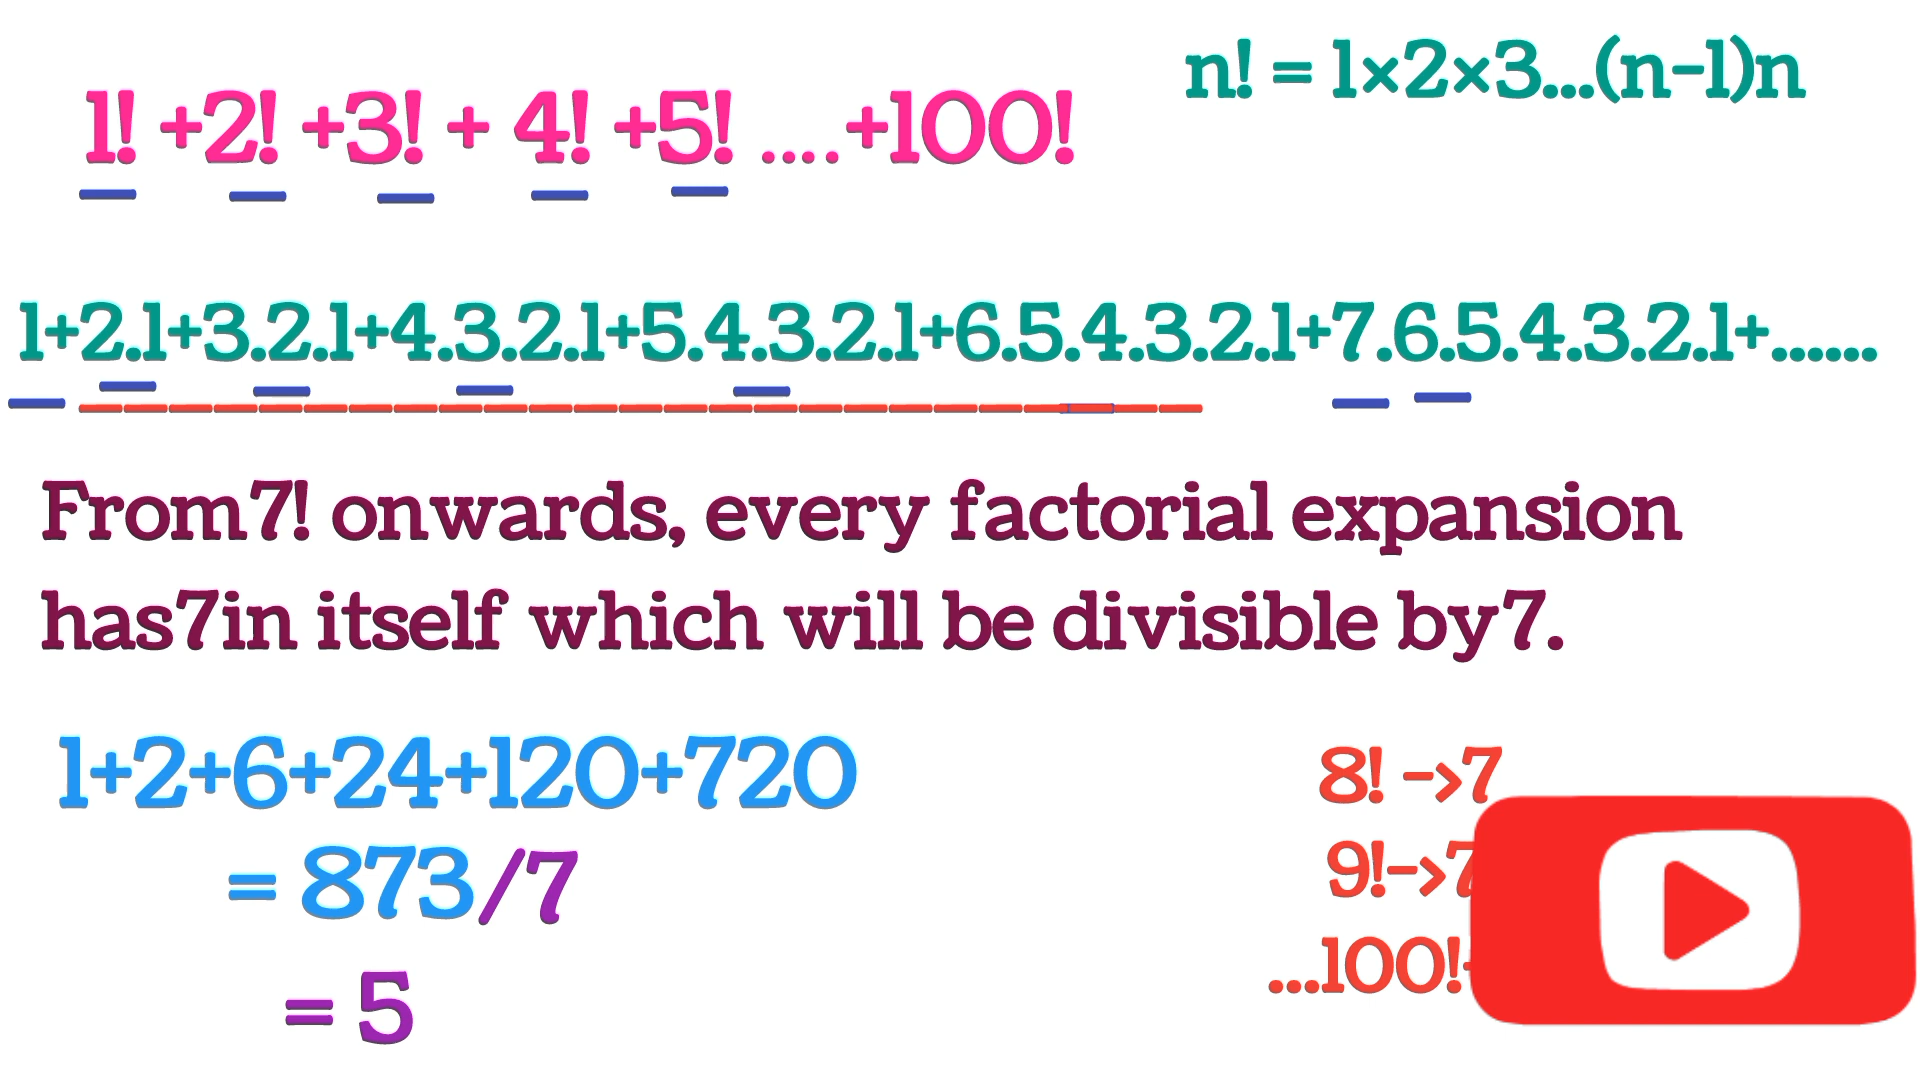 n! = 1×2×3...(n-1)n
1! +2! +3! + 4! +5! ....+100!
1+2.1+3.2.1+4.3.2.1+5.4.3.2.1+6.5.4.3.2.1+7.6.5.4.3.2.1+......
From7! onwards, every factorial expansion
has7in itself which will be divisible by7.
1+2+6+24+120+720
= 873/7
= 5
8! ->7
9!->7
...100!-